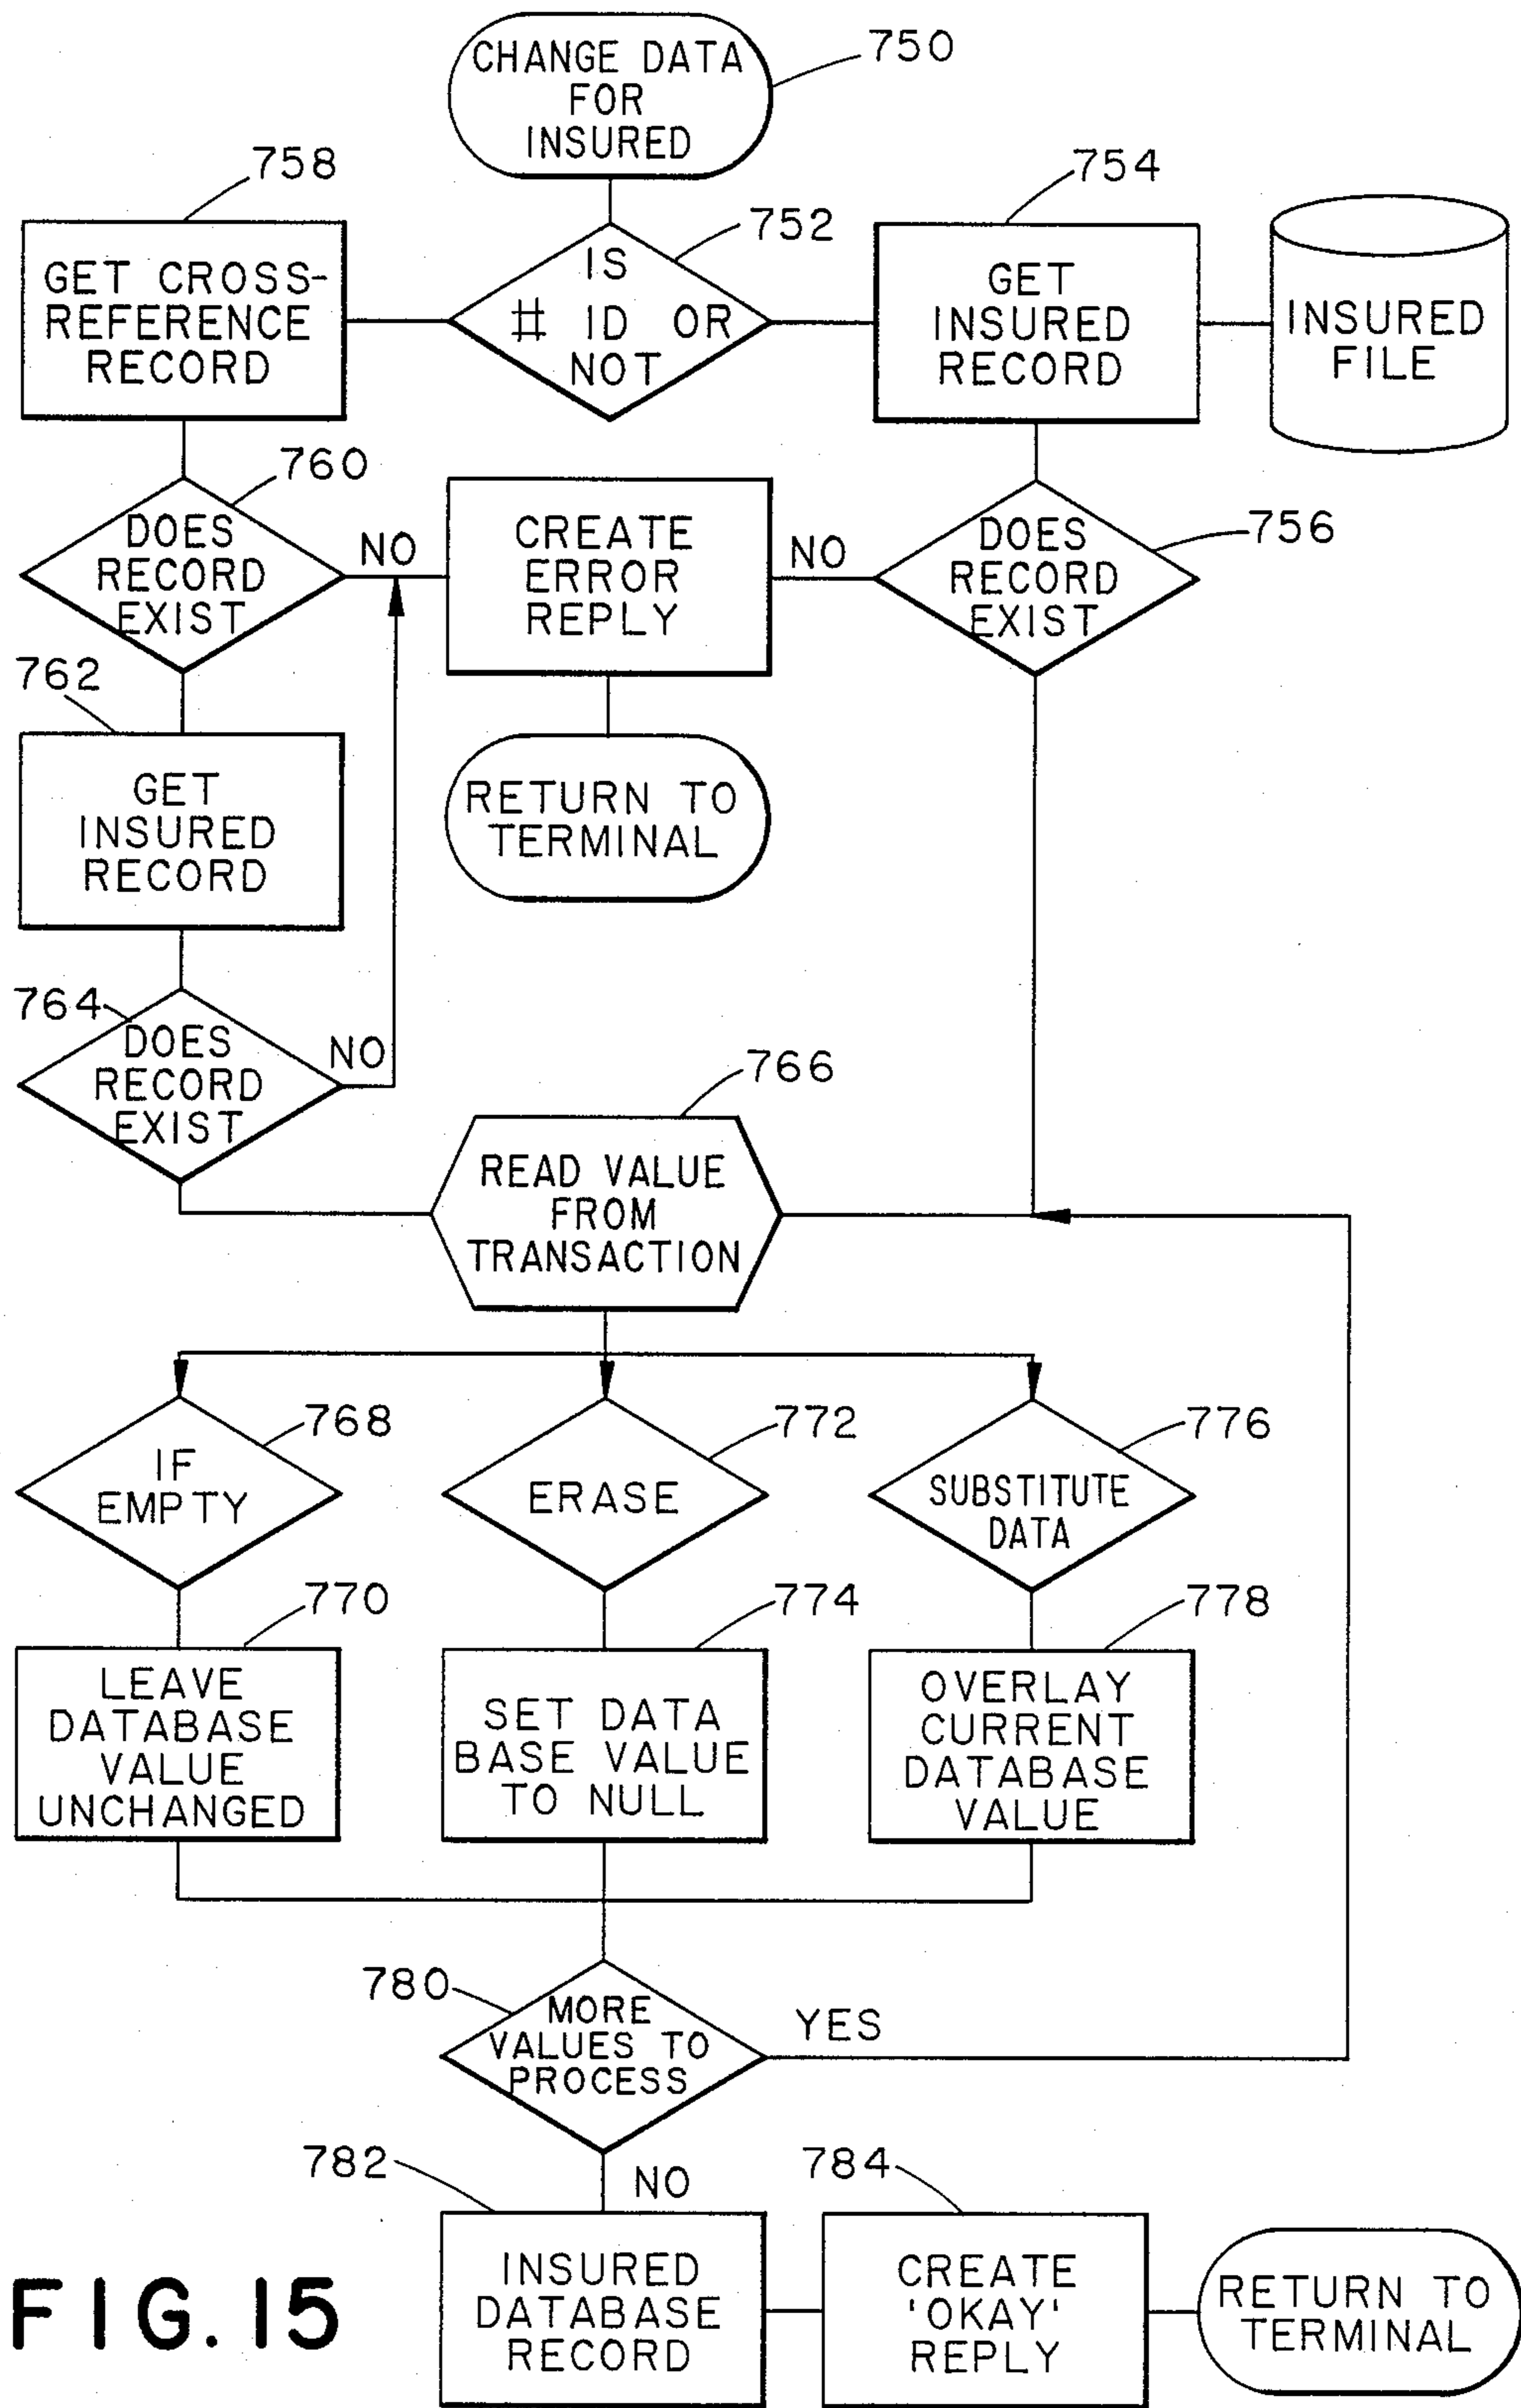 CHANGE DATA
FOR
INSURED
750
758
754
752
GET CROSS-
REFERENCE
RECORD
IS
# ID OR
NOT
GET
INSURED
RECORD
INSURED
FILE
760
DOES
RECORD
EXIST
NO
CREATE
ERROR
REPLY
NO
DOES
RECORD
EXIST
756
762
GET
INSURED
RECORD
RETURN TO
TERMINAL
764
DOES
RECORD
EXIST
NO
766
READ VALUE
FROM
TRANSACTION
768
IF
EMPTY
772
ERASE
776
SUBSTITUTE
DATA
770
LEAVE
DATABASE
VALUE
UNCHANGED
774
SET DATA
BASE VALUE
TO NULL
778
OVERLAY
CURRENT
DATABASE
VALUE
780
MORE
VALUES TO
PROCESS
YES
NO
782
INSURED
DATABASE
RECORD
784
CREATE
'OKAY'
REPLY
RETURN TO
TERMINAL
FIG. 15